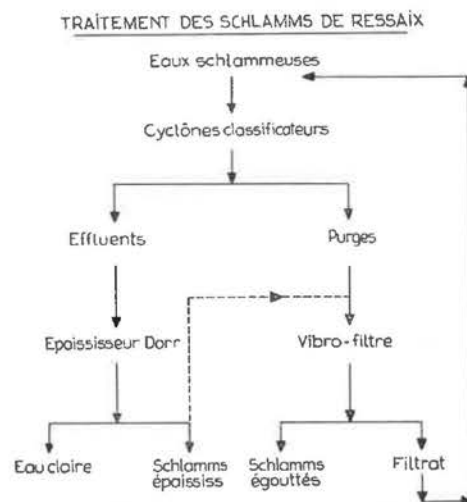 TRAITEMENT DES SCHLAMMS DE RESSAIX
Eaux schlammeuses
Cyclônes classificateurs
Effluents
Purges
Epaississeur Dorr
Vibro-filtre
Eau claire
Schlamms
épaississ
Schlamms
égouttés
Filtrat